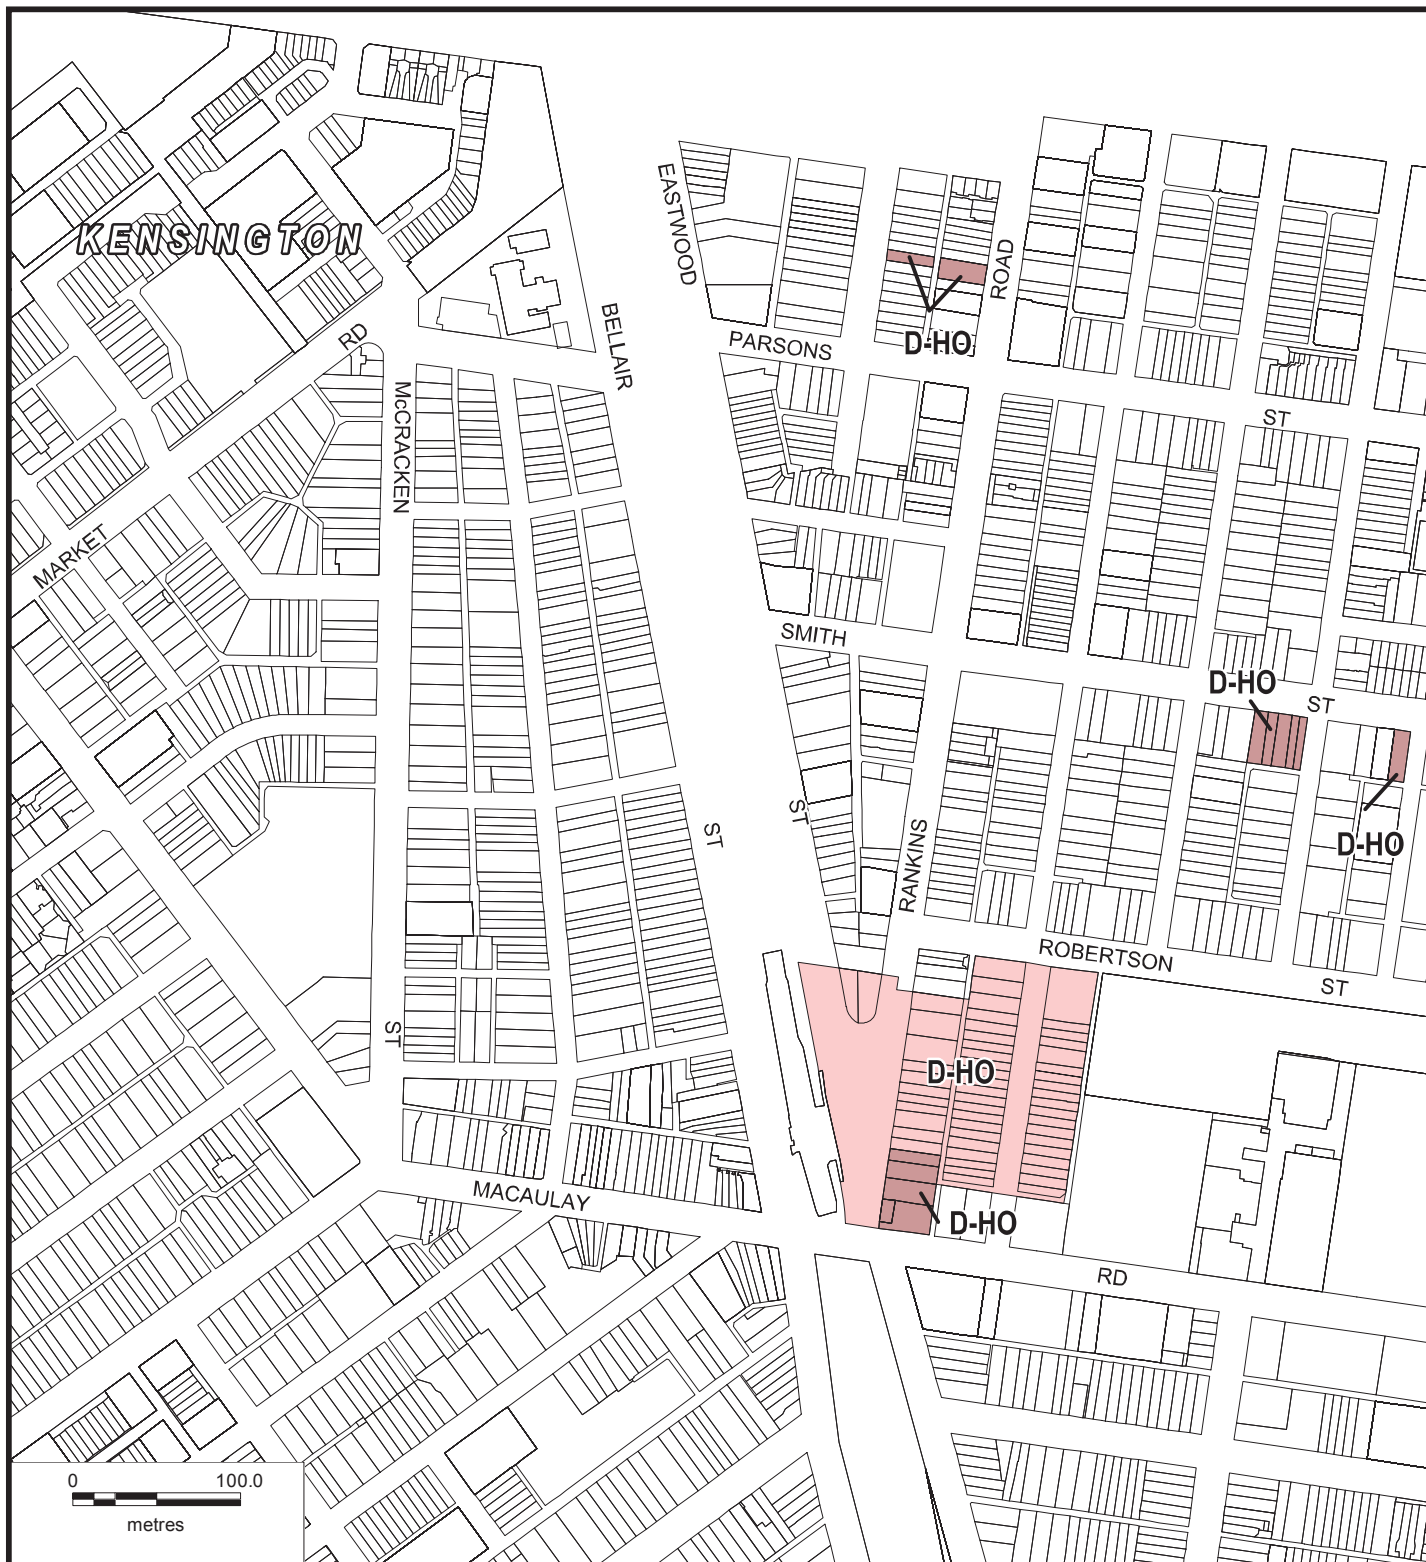 KENSINGTON
EASTWOOD
ROAD
BELLAIR
RD
PARSONS
D-HO
McCRACKEN
ST
MARKET
SMITH
D-HO
ST
ST
ST
D-HO
RANKINS
ROBERTSON
ST
ST
D-HO
MACAULAY
D-HO
RD
0 100.0
metres